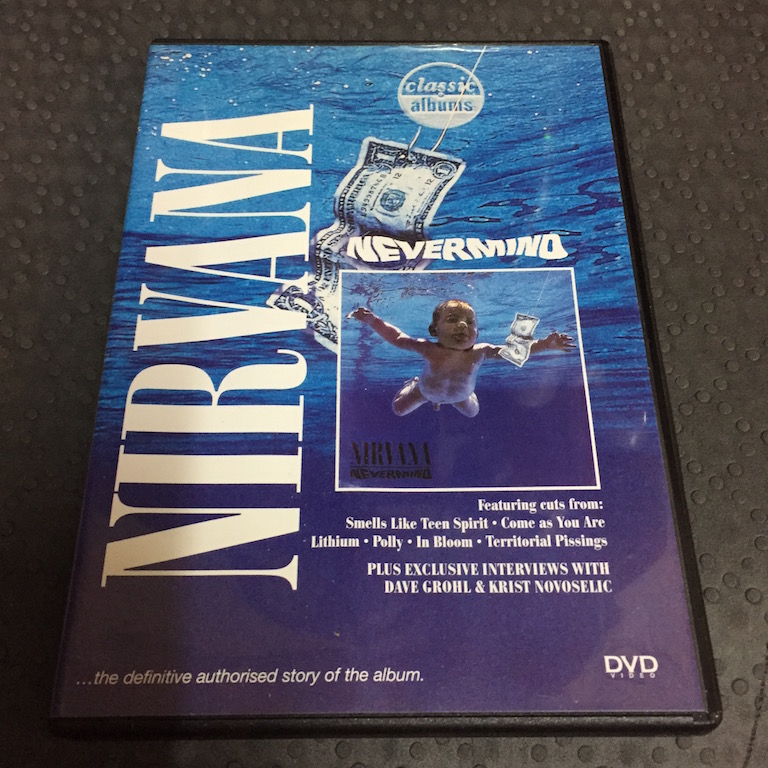 classic
albums
NIRVANA
NEVERMIND
NIRVANA
NEVERMIND
Featuring cuts from:
Smells Like Teen Spirit • Come as You Are
Lithium • Polly • In Bloom • Territorial Pissings
PLUS EXCLUSIVE INTERVIEWS WITH
DAVE GROHL & KRIST NOVOSELIC
...the definitive authorised story of the album.
DVD
VIDEO